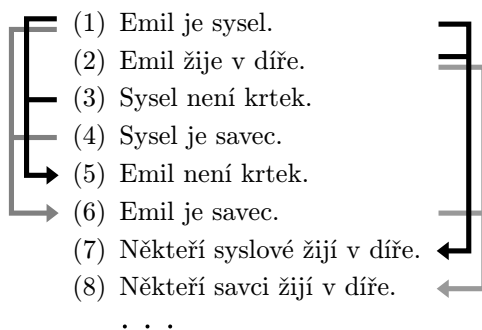 (1) Emil je sysel.
(2) Emil žije v díře.
(3) Sysel není krtek.
(4) Sysel je savec.
(5) Emil není krtek.
(6) Emil je savec.
(7) Někteří syslové žijí v díře.
(8) Někteří savci žijí v díře.
. . .